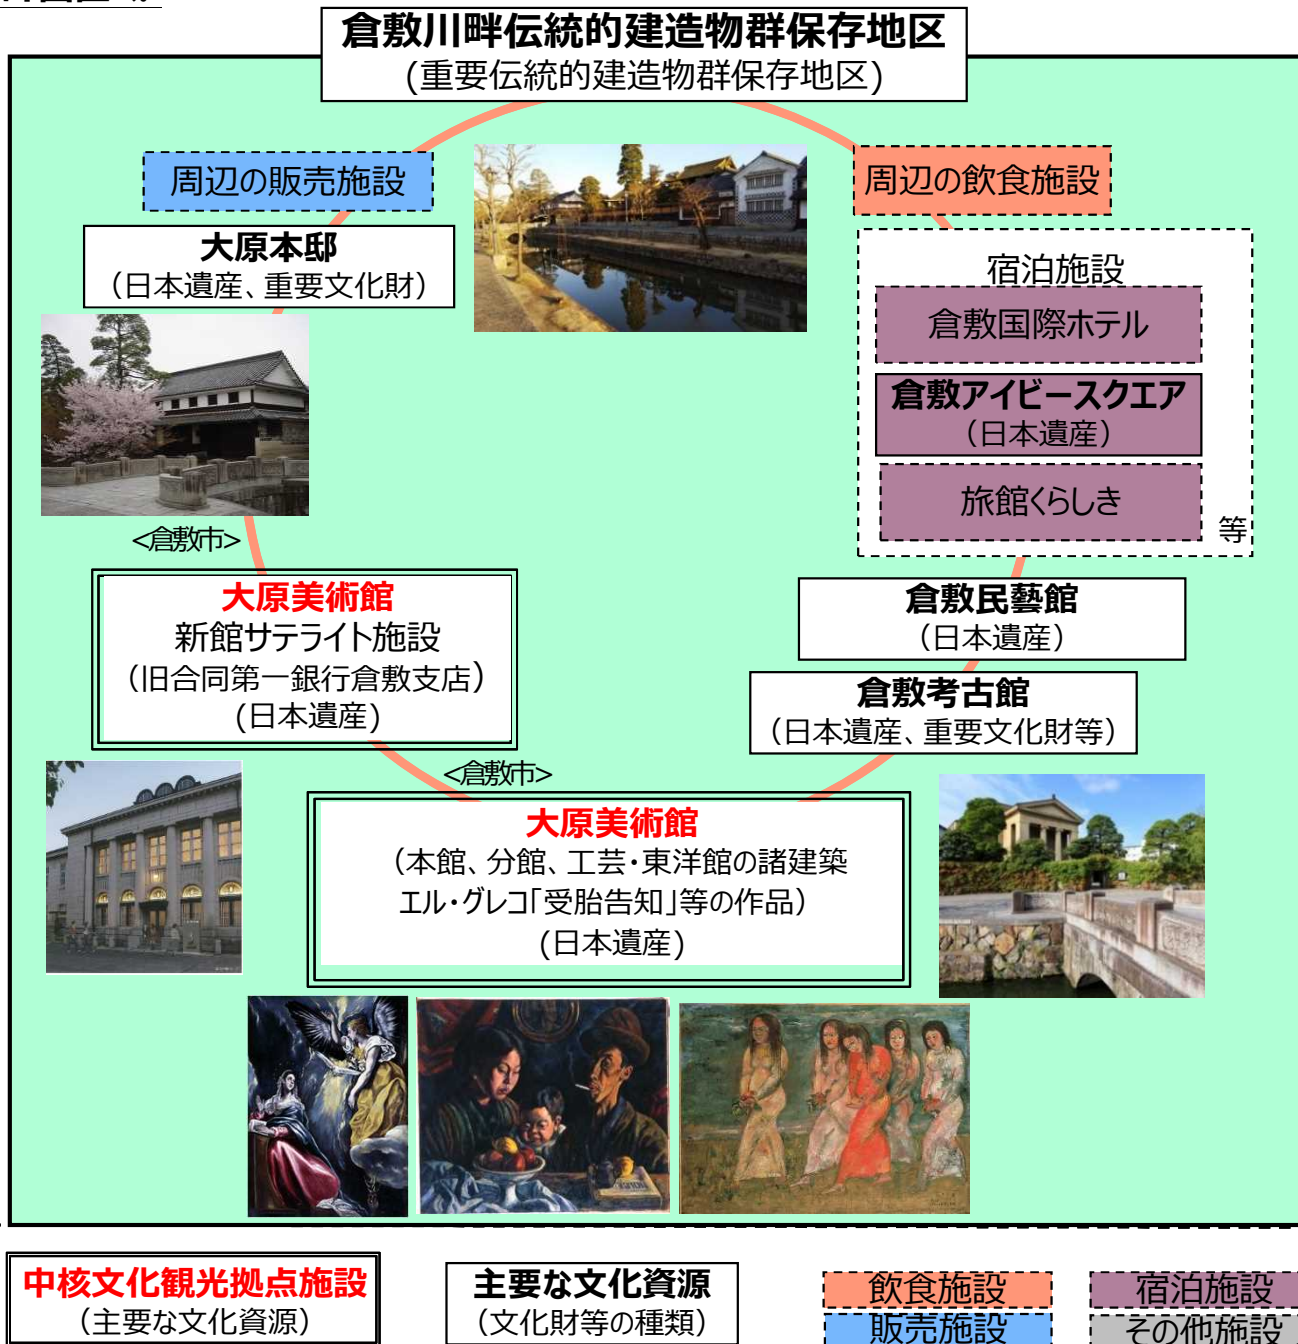 倉敷川畔伝統的建造物群保存地区
(重要伝統的建造物群保存地区)
周辺の販売施設
周辺の飲食施設
大原本邸
（日本遺産、重要文化財）
宿泊施設
倉敷国際ホテル
倉敷アイビースクエア
（日本遺産）
旅館くらしき
等
<倉敷市>
大原美術館
新館サテライト施設
（旧合同第一銀行倉敷支店）
(日本遺産)
倉敷民藝館
（日本遺産）
倉敷考古館
（日本遺産、重要文化財等）
<倉敷市>
大原美術館
（本館、分館、工芸・東洋館の諸建築
エル・グレコ「受胎告知」等の作品）
(日本遺産)
中核文化観光拠点施設
（主要な文化資源）
主要な文化資源
（文化財等の種類）
飲食施設
宿泊施設
販売施設
その他施設